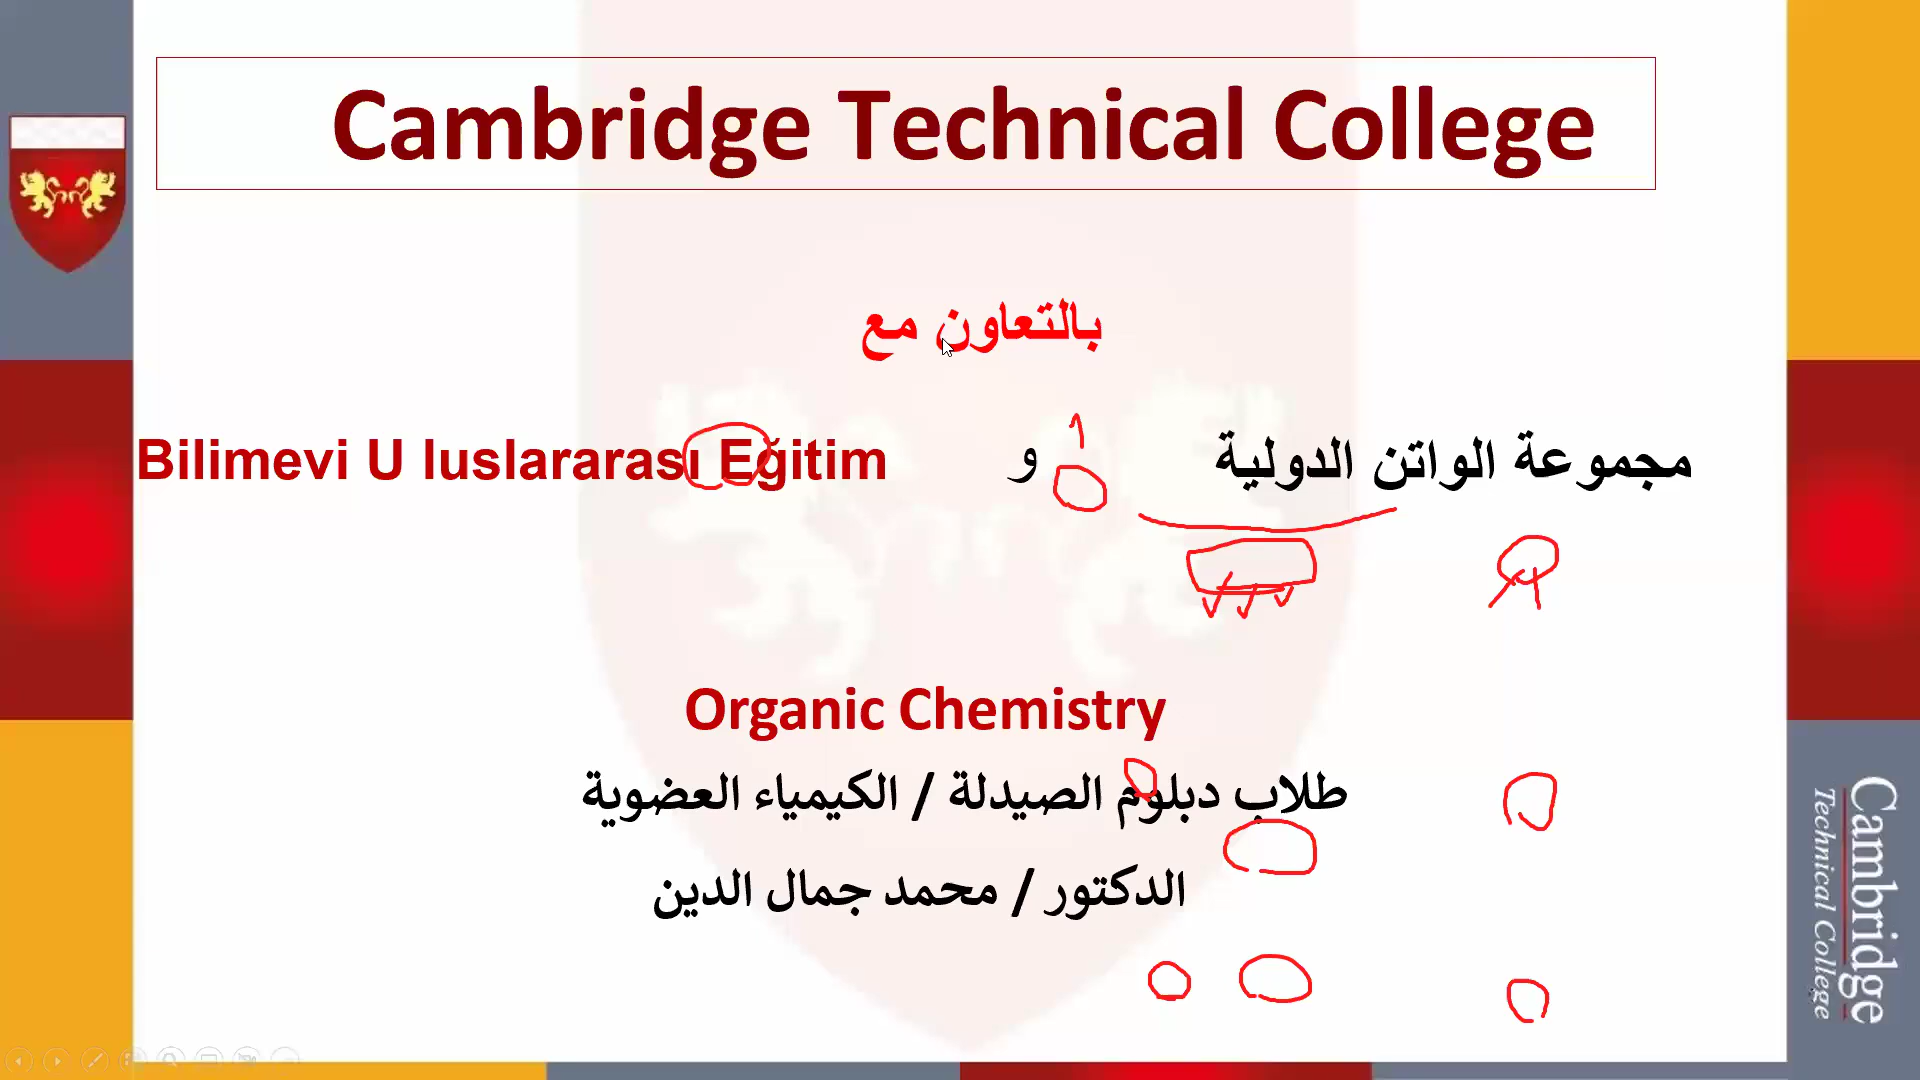 Cambridge Technical College
بالتعاون مع
مجموعة الواتن الدولية و Bilimevi U luslararası Eğitim
Organic Chemistry
طلاب دبلوم الصيدلة / الكيمياء العضوية
الدكتور / محمد جمال الدين
Cambridge
Technical College